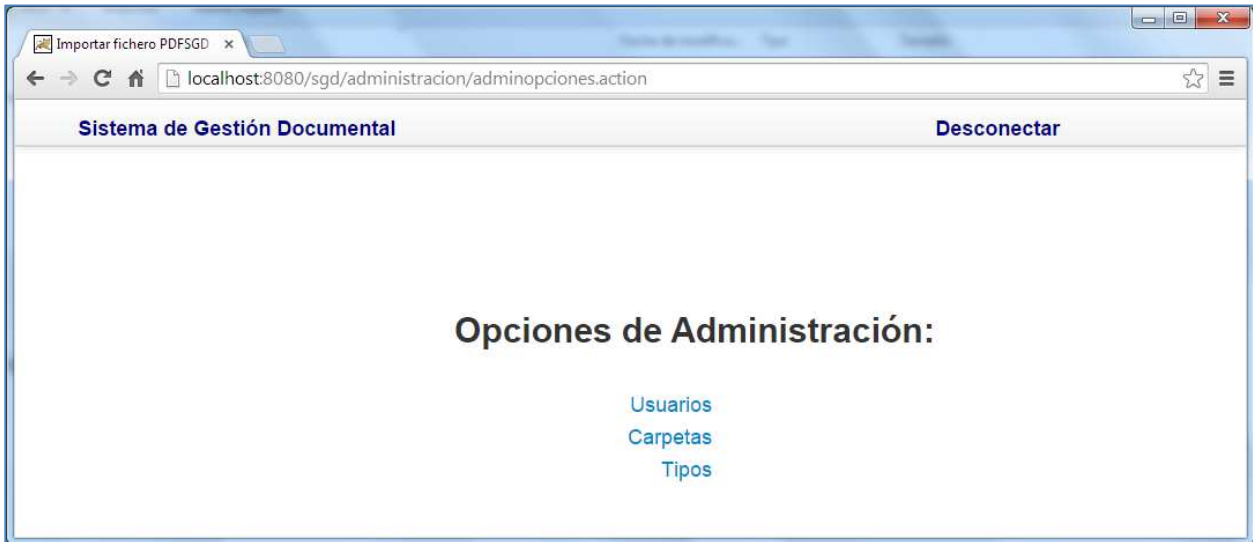 Importar fichero PDFSGD
localhost:8080/sgd/administracion/adminopciones.action
Sistema de Gestión Documental
Desconectar
Opciones de Administración:
Usuarios
Carpetas
Tipos